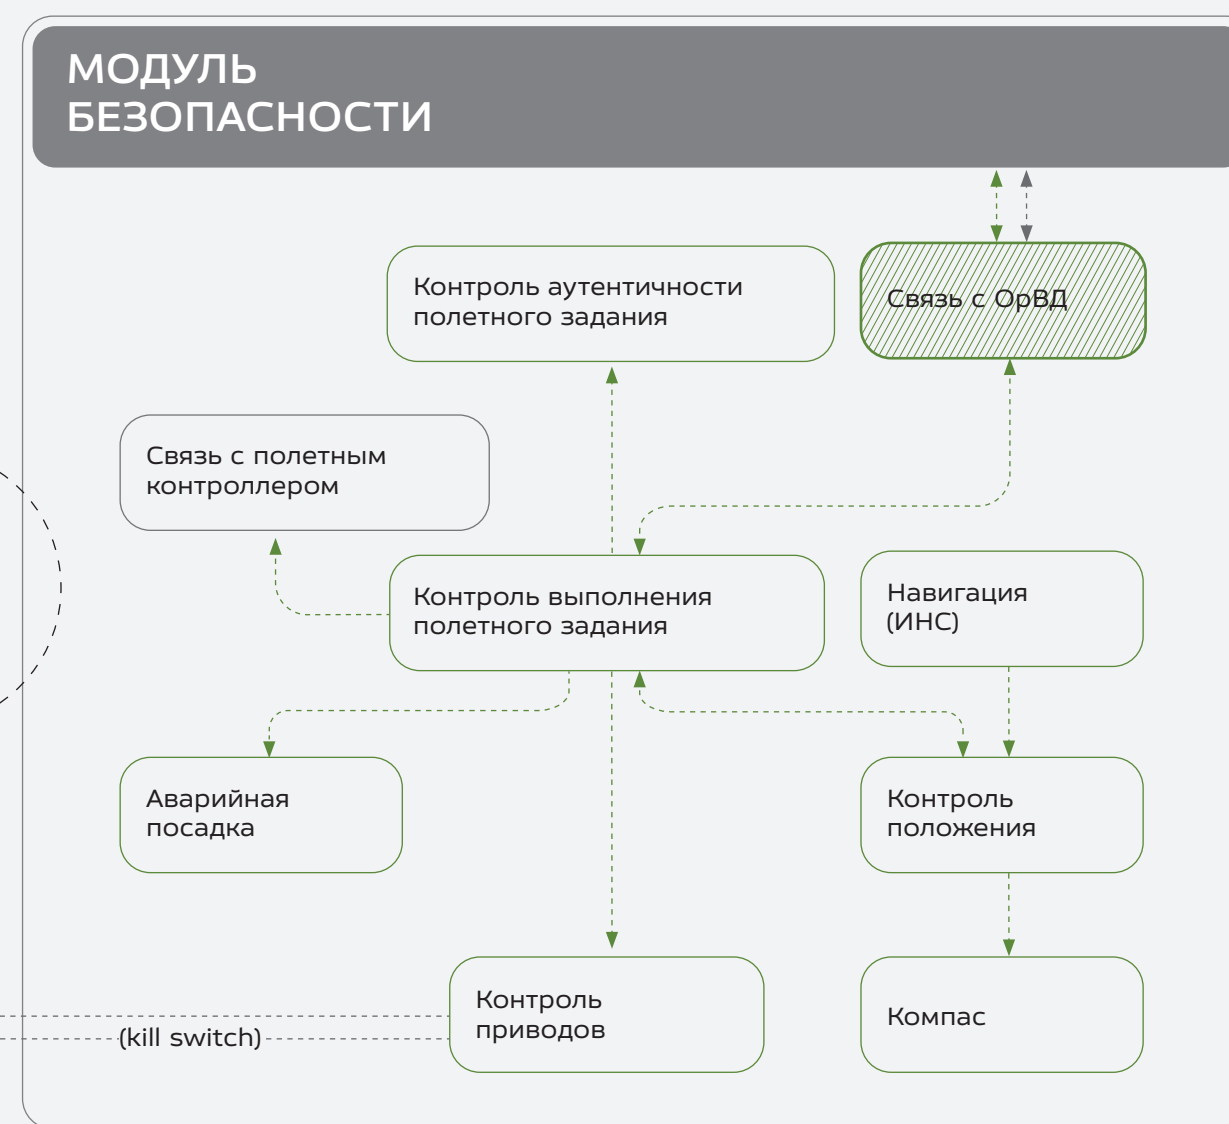 МОДУЛЬ
БЕЗОПАСНОСТИ
Контроль аутентичности
полетного задания
Связь с ОрВД
Связь с полетным
контроллером
Контроль выполнения
полетного задания
Навигация
(ИНС)
Аварийная
посадка
Контроль
положения
Контроль
приводов
(kill switch)
Компас